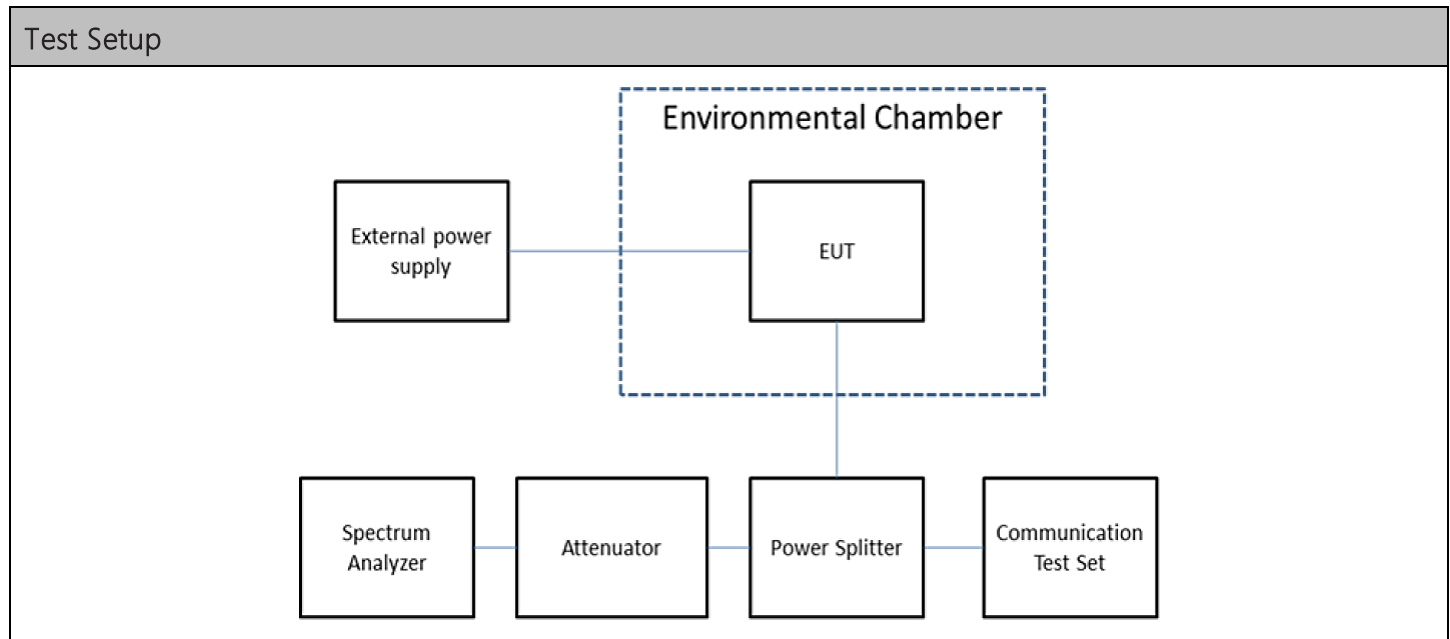 Test Setup
Environmental Chamber
External power
supply
EUT
Spectrum
Analyzer
Attenuator
Power Splitter
Communication
Test Set